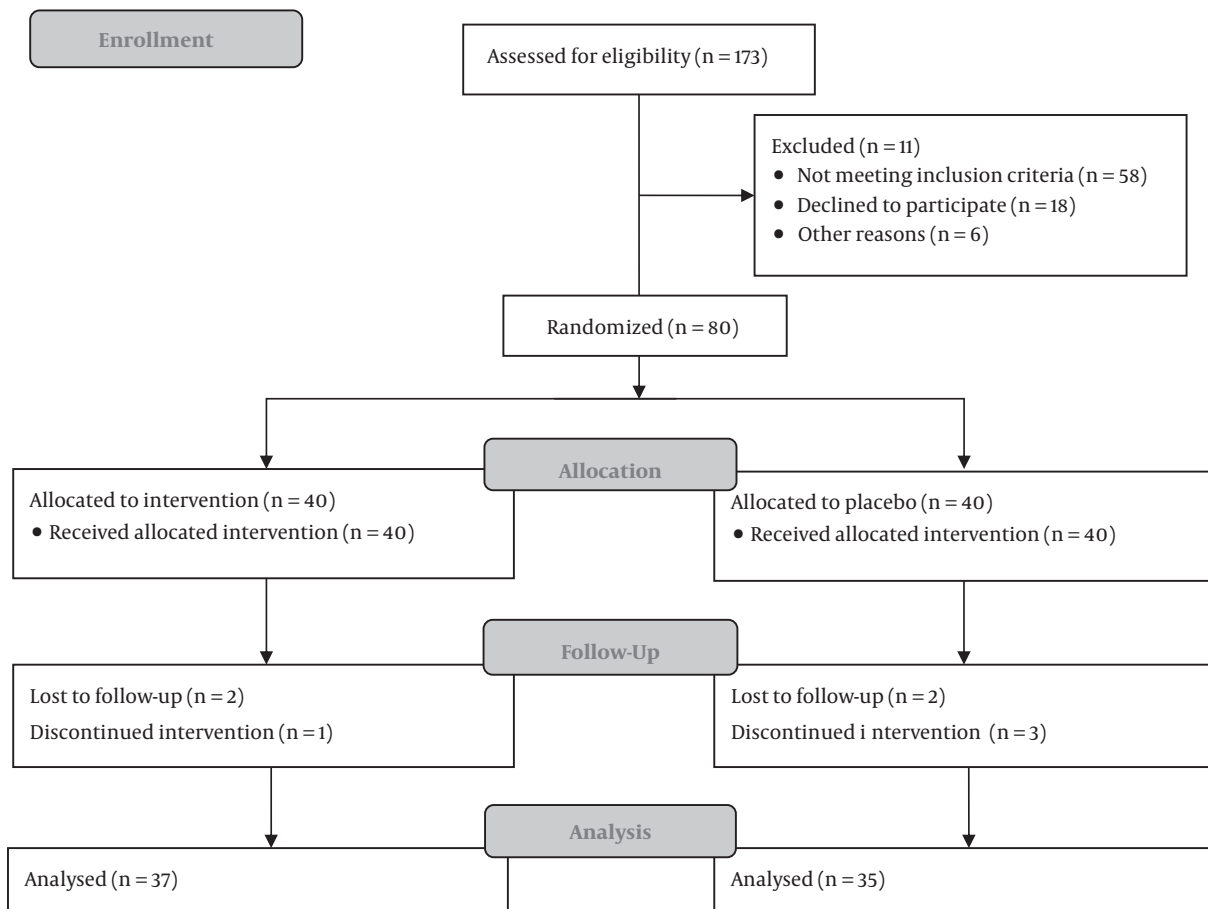 Enrollment
Assessed for eligibility (n = 173)
Excluded (n = 11)
• Not meeting inclusion criteria (n = 58)
• Declined to participate (n = 18)
• Other reasons (n = 6)
Randomized (n = 80)
Allocation
Allocated to intervention (n = 40)
• Received allocated intervention (n = 40)
Allocated to placebo (n = 40)
• Received allocated intervention (n = 40)
Follow-Up
Lost to follow-up (n = 2)
Discontinued intervention (n = 1)
Lost to follow-up (n = 2)
Discontinued i ntervention (n = 3)
Analysis
Analysed (n = 37)
Analysed (n = 35)